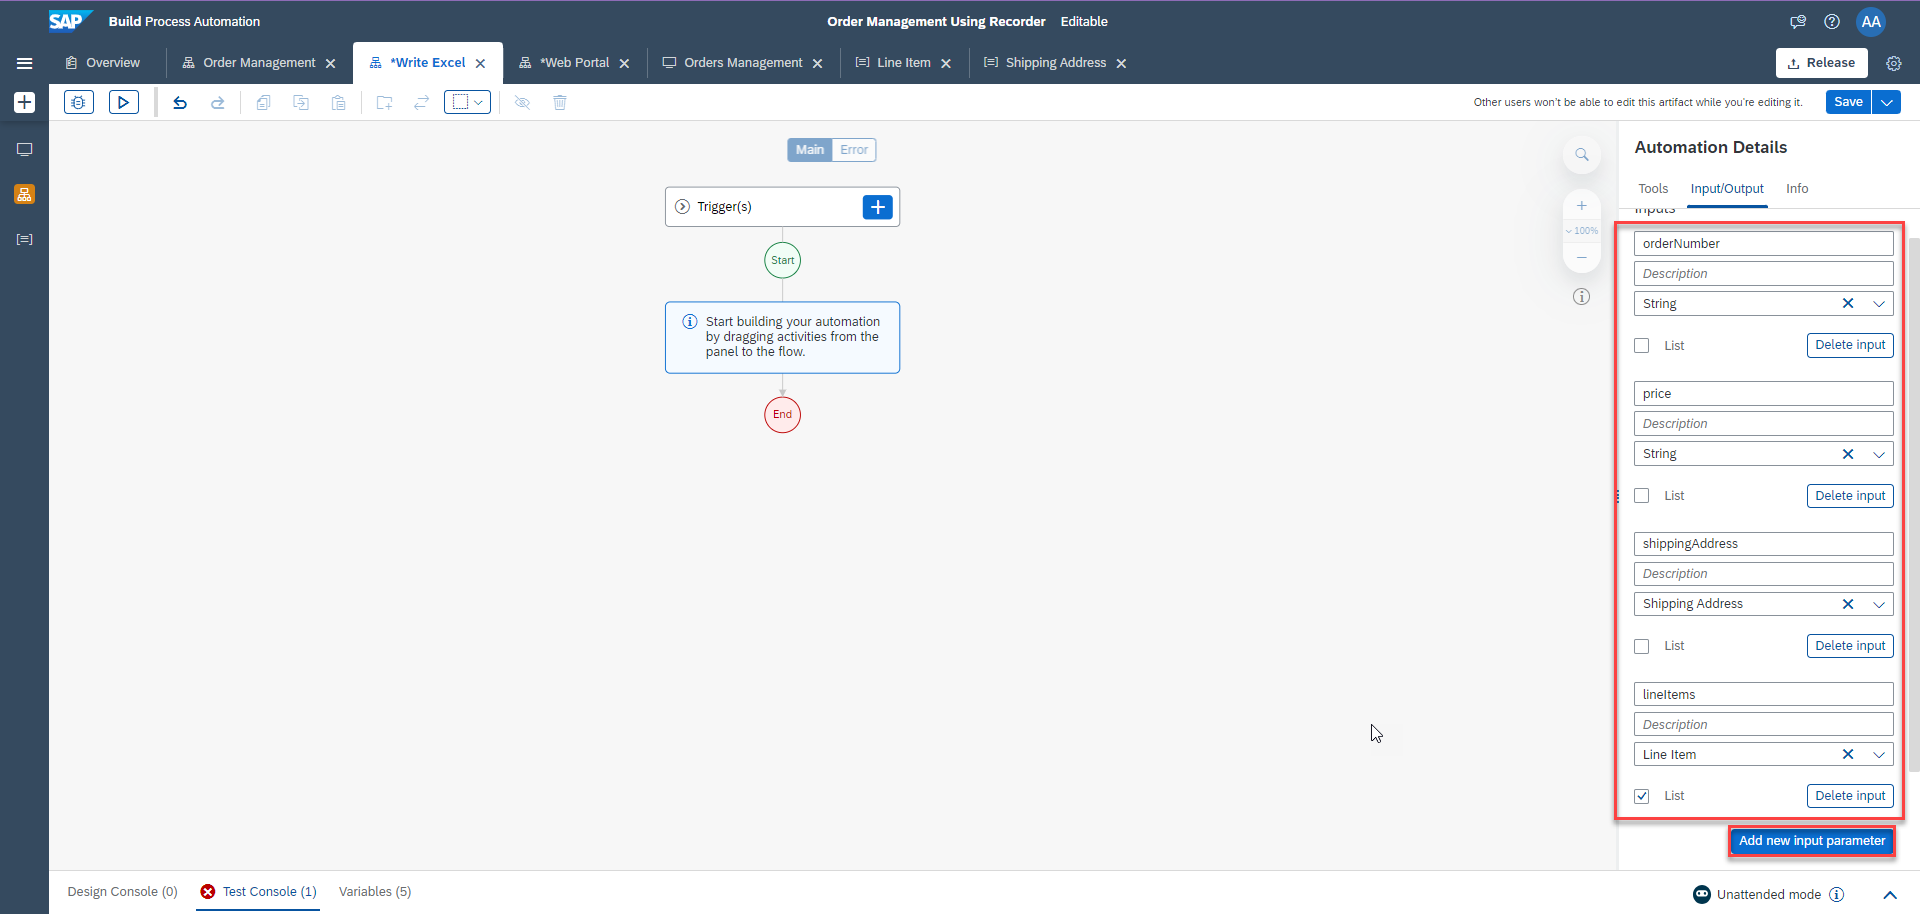 SAP Build Process Automation
Order Management Using Recorder Editable
AA
Overview
Order Management
*Write Excel
*Web Portal
Orders Management
Line Item
Shipping Address
Release
Other users won't be able to edit this artifact while you're editing it.
Save
Main Error
Trigger(s)
Start
Start building your automation
by dragging activities from the
panel to the flow.
End
100%
Automation Details
Tools Input/Output Info
Inputs
orderNumber
Description
String
List Delete input
price
Description
String
List Delete input
shippingAddress
Description
Shipping Address
List Delete input
lineItems
Description
Line Item
List Delete input
Add new input parameter
Design Console (0) Test Console (1) Variables (5)
Unattended mode